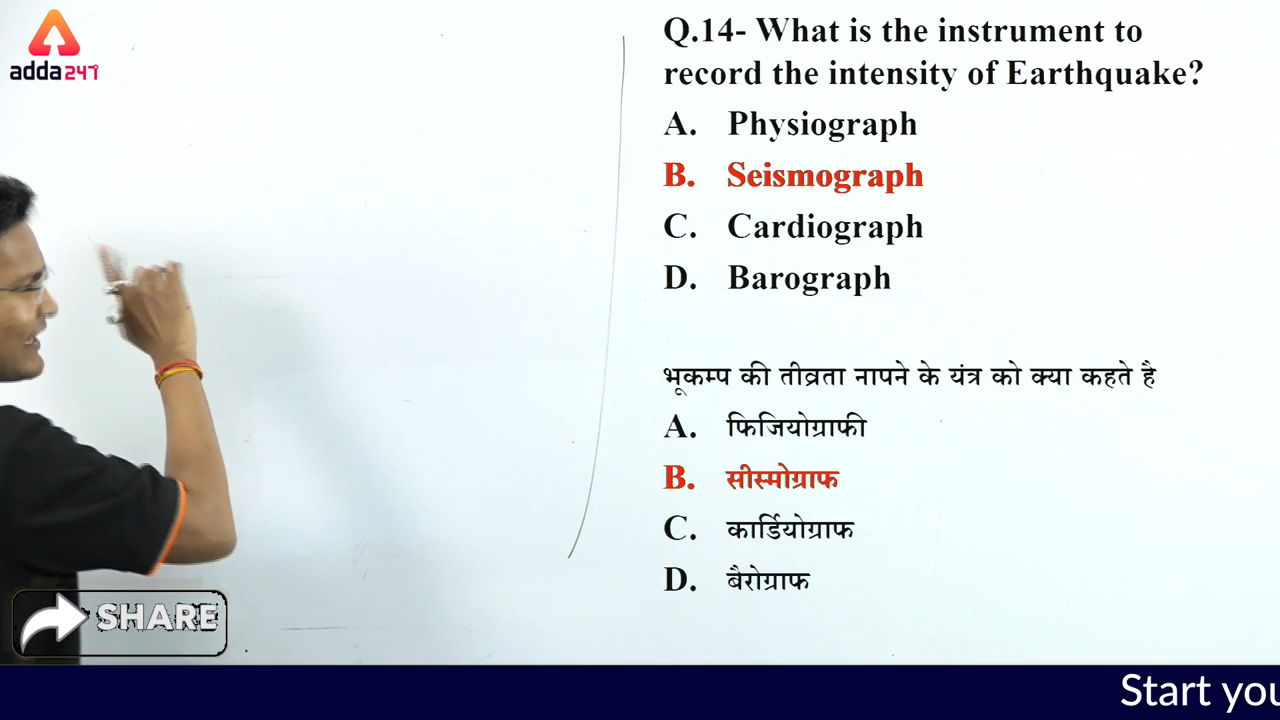 adda247
Q.14- What is the instrument to
record the intensity of Earthquake?
A. Physiograph
B. Seismograph
C. Cardiograph
D. Barograph
भूकम्प की तीव्रता नापने के यंत्र को क्या कहते है
A. फिजियोग्राफी
B. सीस्मोग्राफ
C. कार्डियोग्राफ
D. बैरोग्राफ
SHARE
Start you